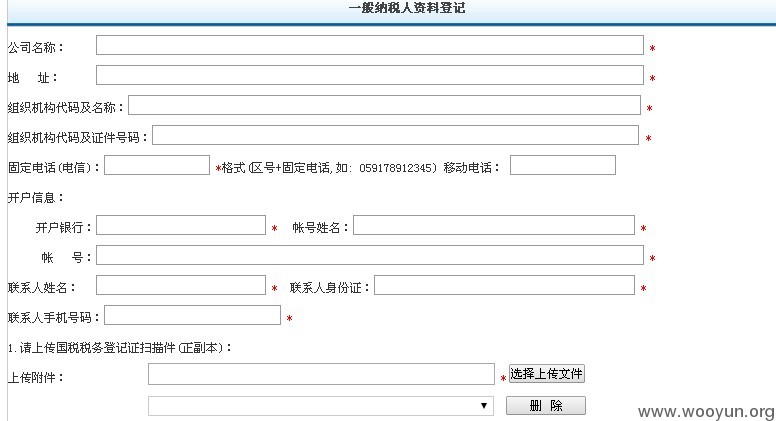 一般纳税人资料登记
公司名称： *
地 址： *
组织机构代码及名称： *
组织机构代码及证件号码： *
固定电话(电信)： *格式(区号+固定电话,如: 059178912345) 移动电话：
开户信息：
开户银行： * 帐号姓名： *
帐 号： *
联系人姓名： * 联系人身份证： *
联系人手机号码： *
1.请上传国税税务登记证扫描件(正副本)：
上传附件： * 选择上传文件
删 除
www.wooyun.org